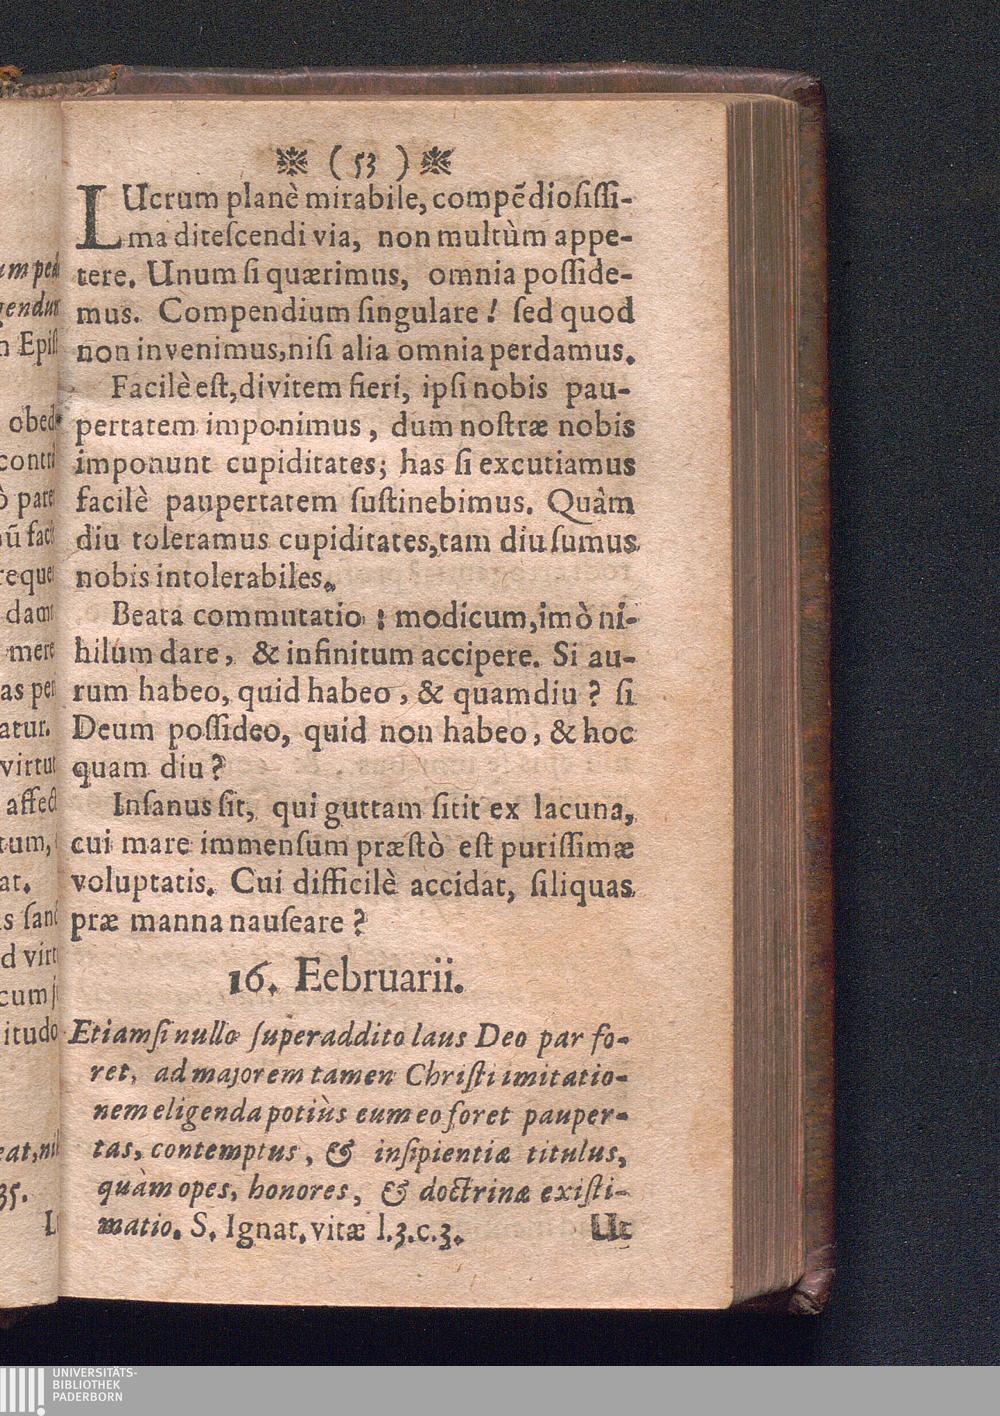 (53)
LUcrum planè mirabile, compẽdiosissi-
ma ditescendi via, non multùm appe-
tere. Unum si quærimus, omnia posside-
mus. Compendium singulare! sed quod
non invenimus, nisi alia omnia perdamus.
Facilè est, divitem fieri, ipsi nobis pau-
pertatem imponimus, dum nostræ nobis
imponunt cupiditates; has si excutiamus
facilè paupertatem sustinebimus. Quàm
diu toleramus cupiditates, tam diu sumus
nobis intolerabiles.
Beata commutatio: modicum, imò ni-
hilum dare, & infinitum accipere. Si au-
rum habeo, quid habeo, & quamdiu? si
Deum possideo, quid non habeo, & hoc
quam diu?
Insanus sit, qui guttam sitit ex lacuna,
cui mare immensum præstò est purissimæ
voluptatis. Cui difficilè accidat, siliquas
præ manna nauseare?
16. Eebruarii.
Etiamsi nullo superaddito laus Deo par fo-
ret, ad majorem tamen Christi imitatio-
nem eligenda potiùs eum eo foret pauper-
tas, contemptus, & insipientiæ titulus,
quàm opes, honores, & doctrinæ existi-
matio. S. Ignat. vitæ l.3.c.3.
Ut
UNIVERSITÄTS-
BIBLIOTHEK
PADERBORN